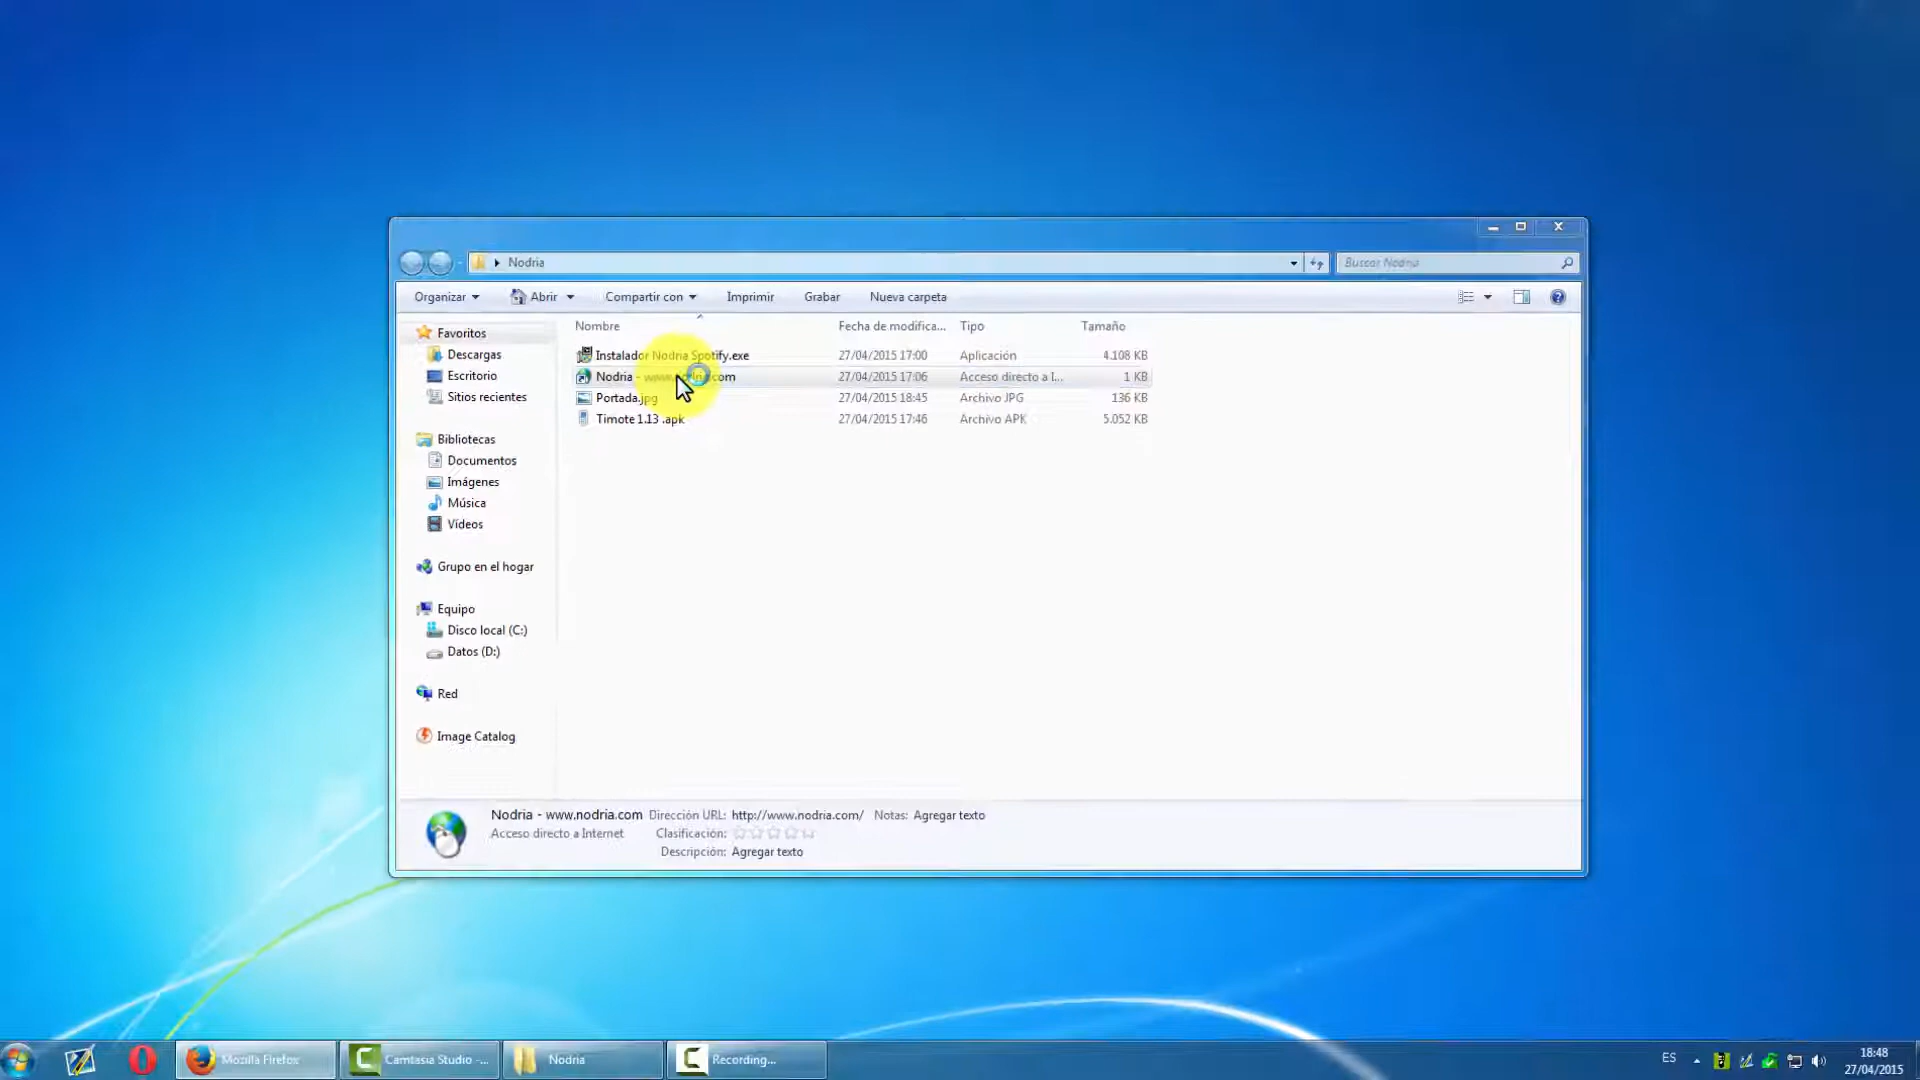 Nodria
Buscar Nodria
Organizar Abrir Compartir con Imprimir Grabar Nueva carpeta
Nombre Fecha de modifica... Tipo Tamaño
Favoritos
Descargas
Escritorio
Sitios recientes
Bibliotecas
Documentos
Imágenes
Música
Vídeos
Grupo en el hogar
Equipo
Disco local (C:)
Datos (D:)
Red
Image Catalog
Instalador Nodria Spotify.exe 27/04/2015 17:00 Aplicación 4.108 KB
Nodria - www.nodria.com 27/04/2015 17:06 Acceso directo a I... 1 KB
Portada.jpg 27/04/2015 18:45 Archivo JPG 136 KB
Timote 1.13 .apk 27/04/2015 17:46 Archivo APK 5.052 KB
Nodria - www.nodria.com Dirección URL: http://www.nodria.com/ Notas: Agregar texto
Acceso directo a Internet Clasificación:
Descripción: Agregar texto
Mozilla Firefox Camtasia Studio -... Nodria Recording... ES 18:48
27/04/2015